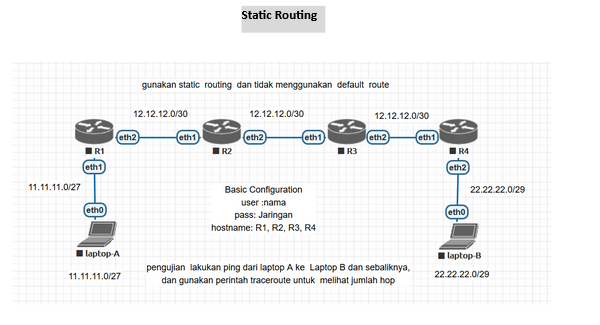 Static Routing
gunakan static routing dan tidak menggunakan default route
12.12.12.0/30
12.12.12.0/30
12.12.12.0/30
eth2
eth1
eth2
eth1
eth2
eth1
R1
R2
R3
R4
eth1
eth2
11.11.11.0/27
Basic Configuration
22.22.22.0/29
user :nama
eth0
pass: Jaringan
eth0
hostname: R1, R2, R3, R4
laptop-A
laptop-B
11.11.11.0/27
pengujian lakukan ping dari laptop A ke Laptop B dan sebaliknya,
22.22.22.0/29
dan gunakan perintah traceroute untuk melihat jumlah hop